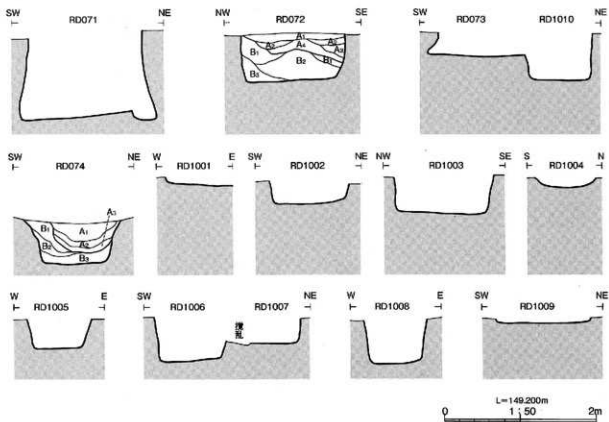 SW RD071 NE
NW RD072 SE
SW RD073 RD1010 NE
A1
B1 A2 A4 A2 A3
B2 B3
B3
SW RD074 NE
W RD1001 E
SW RD1002 NE
NW RD1003 SE
S RD1004 N
B1 A1 A3
B2 A2
B3
W RD1005 E
SW RD1006 RD1007 NE
撹乱
W RD1008 E
SW RD1009 NE
L=149.200m
0 1:50 2m